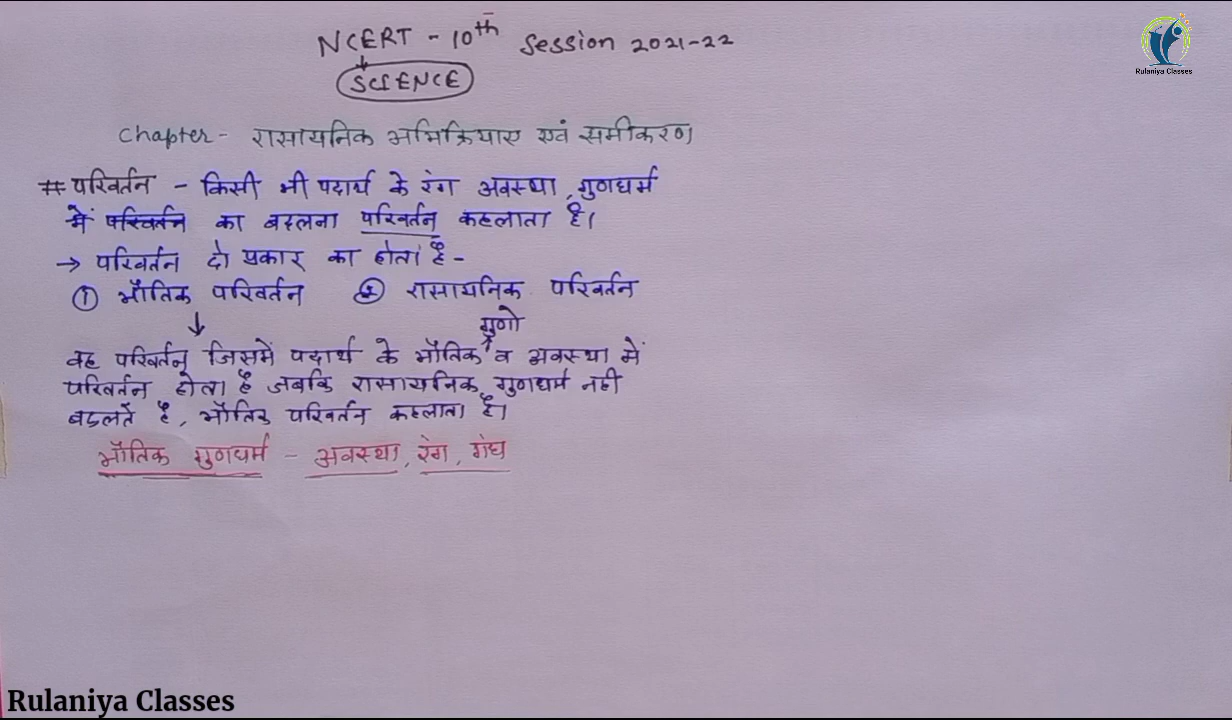 NCERT - 10th Session 2021-22
SCIENCE
Rulaniya Classes
Chapter - रासायनिक अभिक्रियाए एवं समीकरण
# परिवर्तन - किसी भी पदार्थ के रंग अवस्था, गुणधर्म
में परिवर्तन का बदलना परिवर्तन कहलाता है।
→ परिवर्तन दो प्रकार का होता है -
① भौतिक परिवर्तन ② रासायनिक परिवर्तन
गुणो
वह परिवर्तन जिसमें पदार्थ के भौतिक व अवस्था में
परिवर्तन होता है जबकि रासायनिक गुणधर्म नही
बदलते है, भौतिक परिवर्तन कहलाता है।
भौतिक गुणधर्म - अवस्था, रंग, गंध
Rulaniya Classes